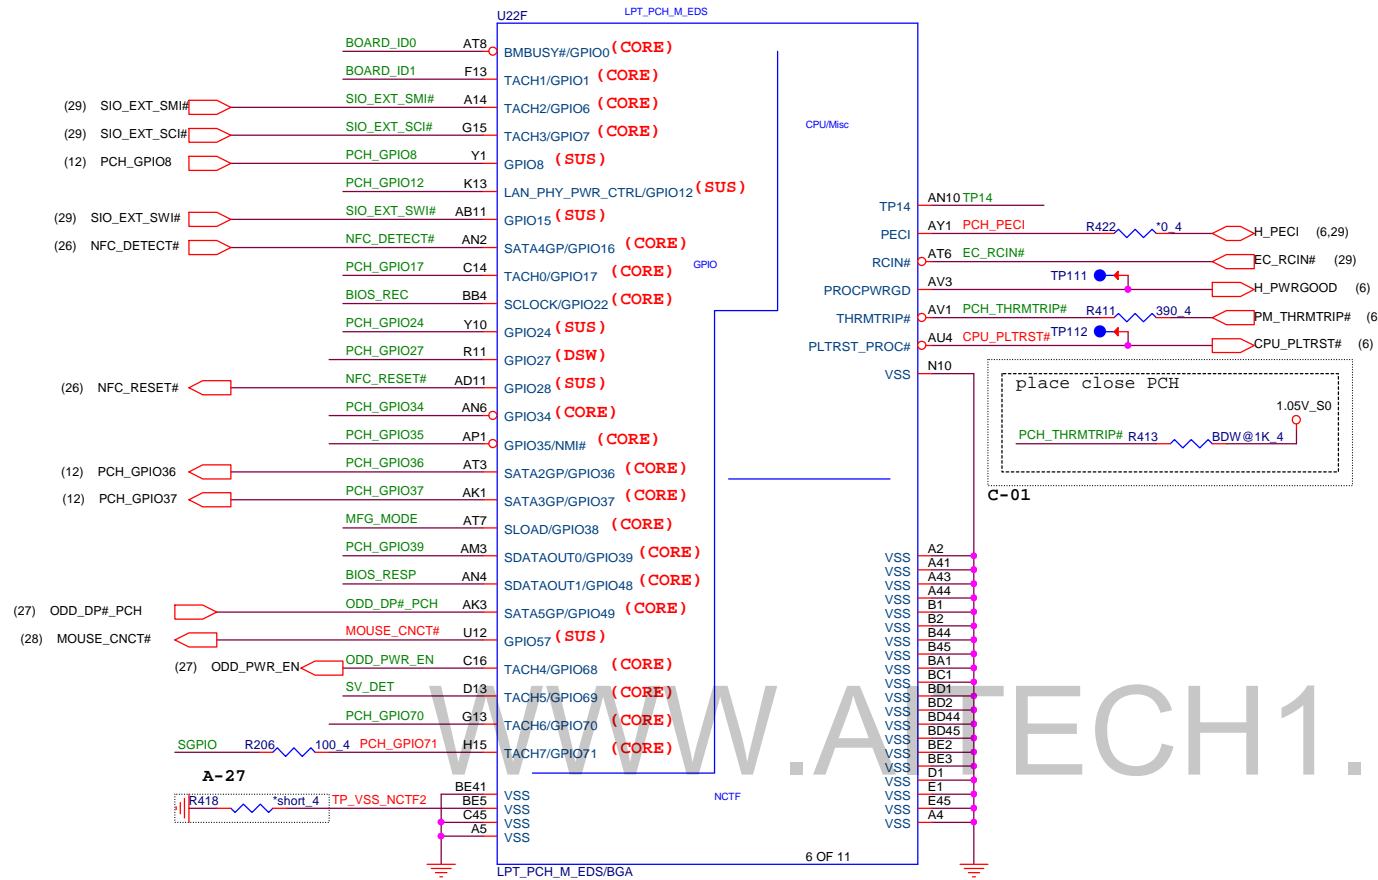 U22F LPT_PCH_M_EDS
BOARD_ID0 AT8 BMBUSY#/GPIO0 (CORE)
BOARD_ID1 F13 TACH1/GPIO1 (CORE)
(29) SIO_EXT_SMI# SIO_EXT_SMI# A14 TACH2/GPIO6 (CORE)
(29) SIO_EXT_SCI# SIO_EXT_SCI# G15 TACH3/GPIO7 (CORE)
CPU/Misc
(12) PCH_GPIO8 PCH_GPIO8 Y1 GPIO8 (SUS)
PCH_GPIO12 K13 LAN_PHY_PWR_CTRL/GPIO12 (SUS)
(29) SIO_EXT_SWI# SIO_EXT_SWI# AB11 GPIO15 (SUS)
(26) NFC_DETECT# NFC_DETECT# AN2 SATA4GP/GPIO16 (CORE)
PCH_GPIO17 C14 TACH0/GPIO17 (CORE)
GPIO
BIOS_REC BB4 SCLOCK/GPIO22 (CORE)
PCH_GPIO24 Y10 GPIO24 (SUS)
PCH_GPIO27 R11 GPIO27 (DSW)
(26) NFC_RESET# NFC_RESET# AD11 GPIO28 (SUS)
PCH_GPIO34 AN6 GPIO34 (CORE)
PCH_GPIO35 AP1 GPIO35/NMI# (CORE)
(12) PCH_GPIO36 PCH_GPIO36 AT3 SATA2GP/GPIO36 (CORE)
(12) PCH_GPIO37 PCH_GPIO37 AK1 SATA3GP/GPIO37 (CORE)
MFG_MODE AT7 SLOAD/GPIO38 (CORE)
PCH_GPIO39 AM3 SDATAOUT0/GPIO39 (CORE)
BIOS_RESP AN4 SDATAOUT1/GPIO48 (CORE)
(27) ODD_DP#_PCH ODD_DP#_PCH AK3 SATA5GP/GPIO49 (CORE)
(28) MOUSE_CNCT# MOUSE_CNCT# U12 GPIO57 (SUS)
(27) ODD_PWR_EN ODD_PWR_EN C16 TACH4/GPIO68 (CORE)
SV_DET D13 TACH5/GPIO69 (CORE)
PCH_GPIO70 G13 TACH6/GPIO70 (CORE)
SGPIO R206 100_4 PCH_GPIO71 H15 TACH7/GPIO71 (CORE)
A-27
BE41 VSS
R418 *short_4 TP_VSS_NCTF2 BE5 VSS
C45 VSS
A5 VSS
NCTF
TP14 AN10 TP14
PECI AY1 PCH_PECI R422 *0_4 H_PECI (6,29)
RCIN# AT6 EC_RCIN# EC_RCIN# (29)
TP111
PROCPWRGD AV3 H_PWRGOOD (6)
THRMTRIP# AV1 PCH_THRMTRIP# R411 390_4 PM_THRMTRIP# (6
TP112
PLTRST_PROC# AU4 CPU_PLTRST# CPU_PLTRST# (6)
VSS N10
place close PCH
1.05V_S0
PCH_THRMTRIP# R413 BDW@1K_4
C-01
VSS A2
VSS A41
VSS A43
VSS A44
VSS B1
VSS B2
VSS B44
VSS B45
VSS BA1
VSS BC1
VSS BD1
VSS BD2
VSS BD44
VSS BD45
VSS BE2
VSS BE3
VSS D1
VSS E1
VSS E45
VSS A4
WWW.AITECH1.
6 OF 11
LPT_PCH_M_EDS/BGA